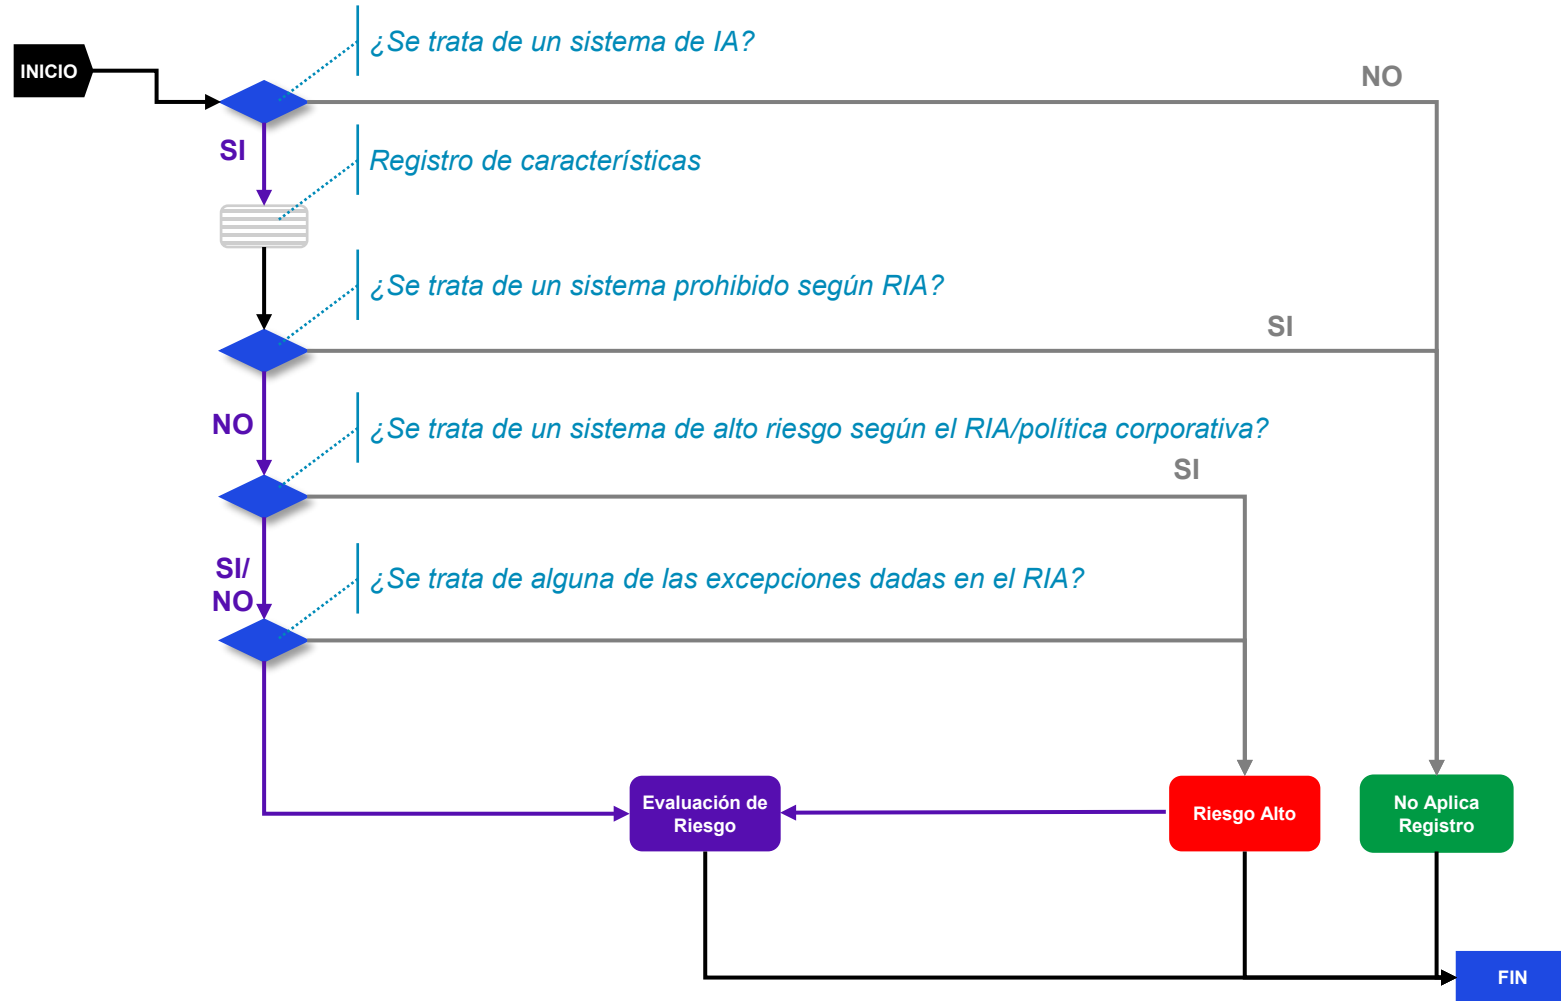 ¿Se trata de un sistema de IA?
INICIO
NO
SI
Registro de características
¿Se trata de un sistema prohibido según RIA?
SI
NO
¿Se trata de un sistema de alto riesgo según el RIA/política corporativa?
SI
SI/
NO
¿Se trata de alguna de las excepciones dadas en el RIA?
Evaluación de
Riesgo
Riesgo Alto
No Aplica
Registro
FIN